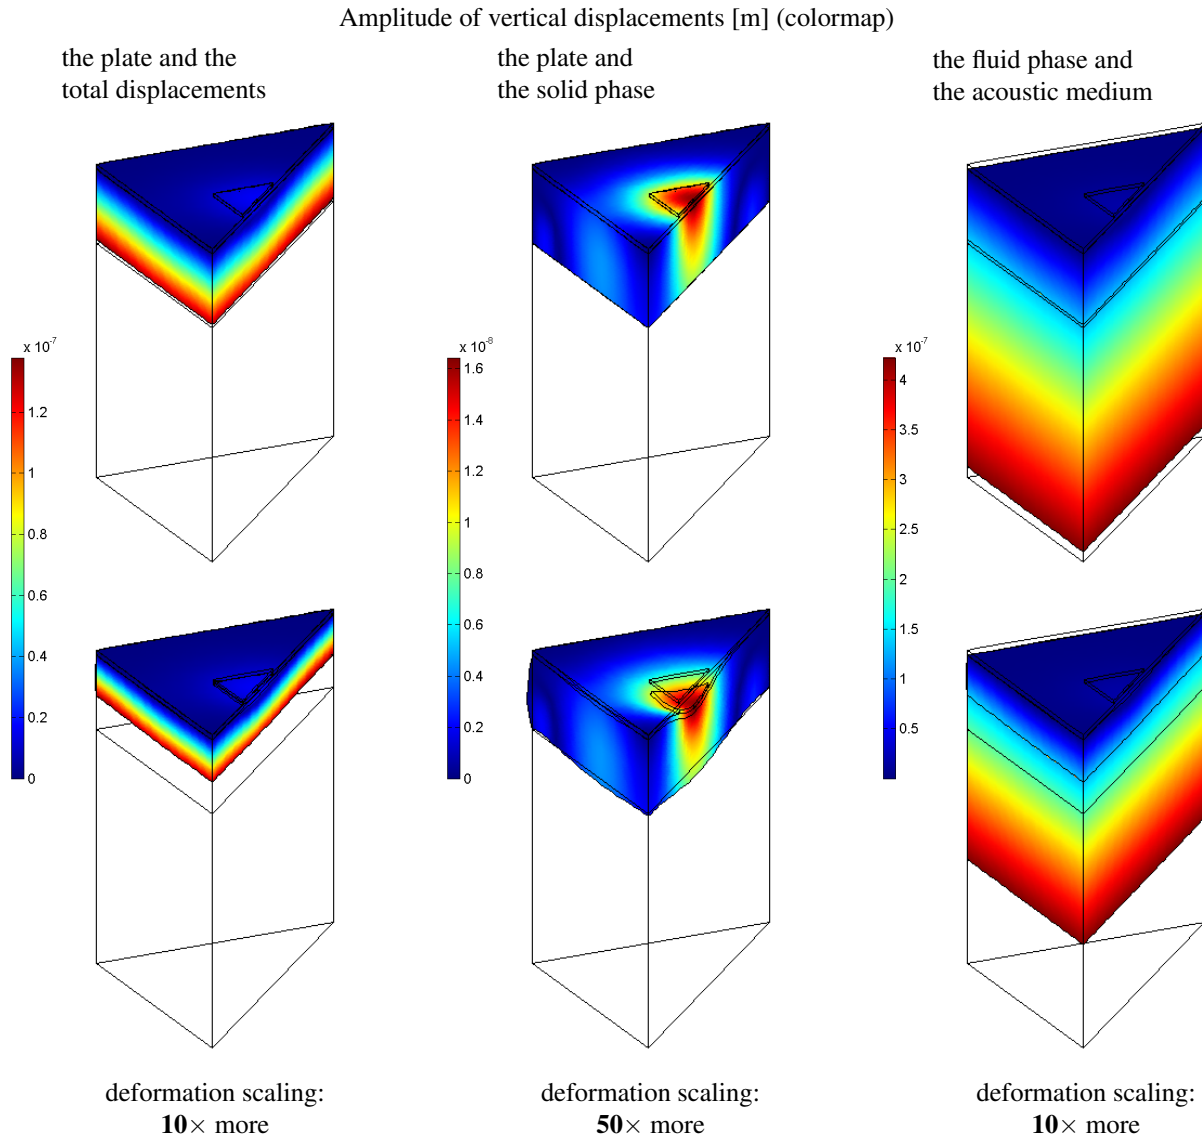 Amplitude of vertical displacements [m] (colormap)
the plate and the
total displacements
the plate and
the solid phase
the fluid phase and
the acoustic medium
x 10-7
1.2
1
0.8
0.6
0.4
0.2
0
x 10-8
1.6
1.4
1.2
1
0.8
0.6
0.4
0.2
0
x 10-7
4
3.5
3
2.5
2
1.5
1
0.5
deformation scaling:
10× more
deformation scaling:
50× more
deformation scaling:
10× more